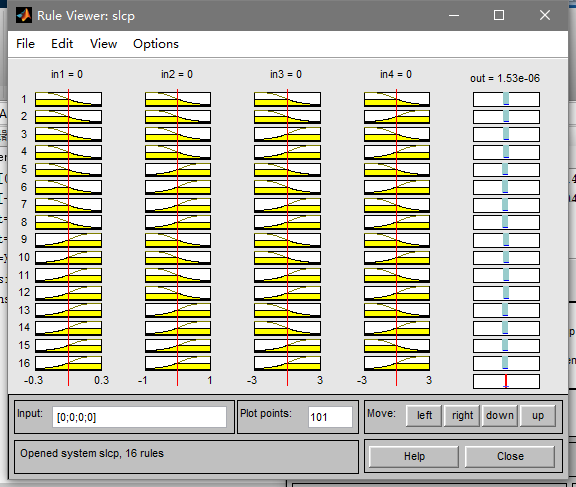 Rule Viewer: slcp
File Edit View Options
in1 = 0 in2 = 0 in3 = 0 in4 = 0 out = 1.53e-06
1
2
3
4
5
6
7
8
9
10
11
12
13
14
15
16
-0.3 0.3 -1 1 -3 3 -3 3
Input: [0;0;0;0] Plot points: 101 Move: left right down up
Opened system slcp, 16 rules Help Close